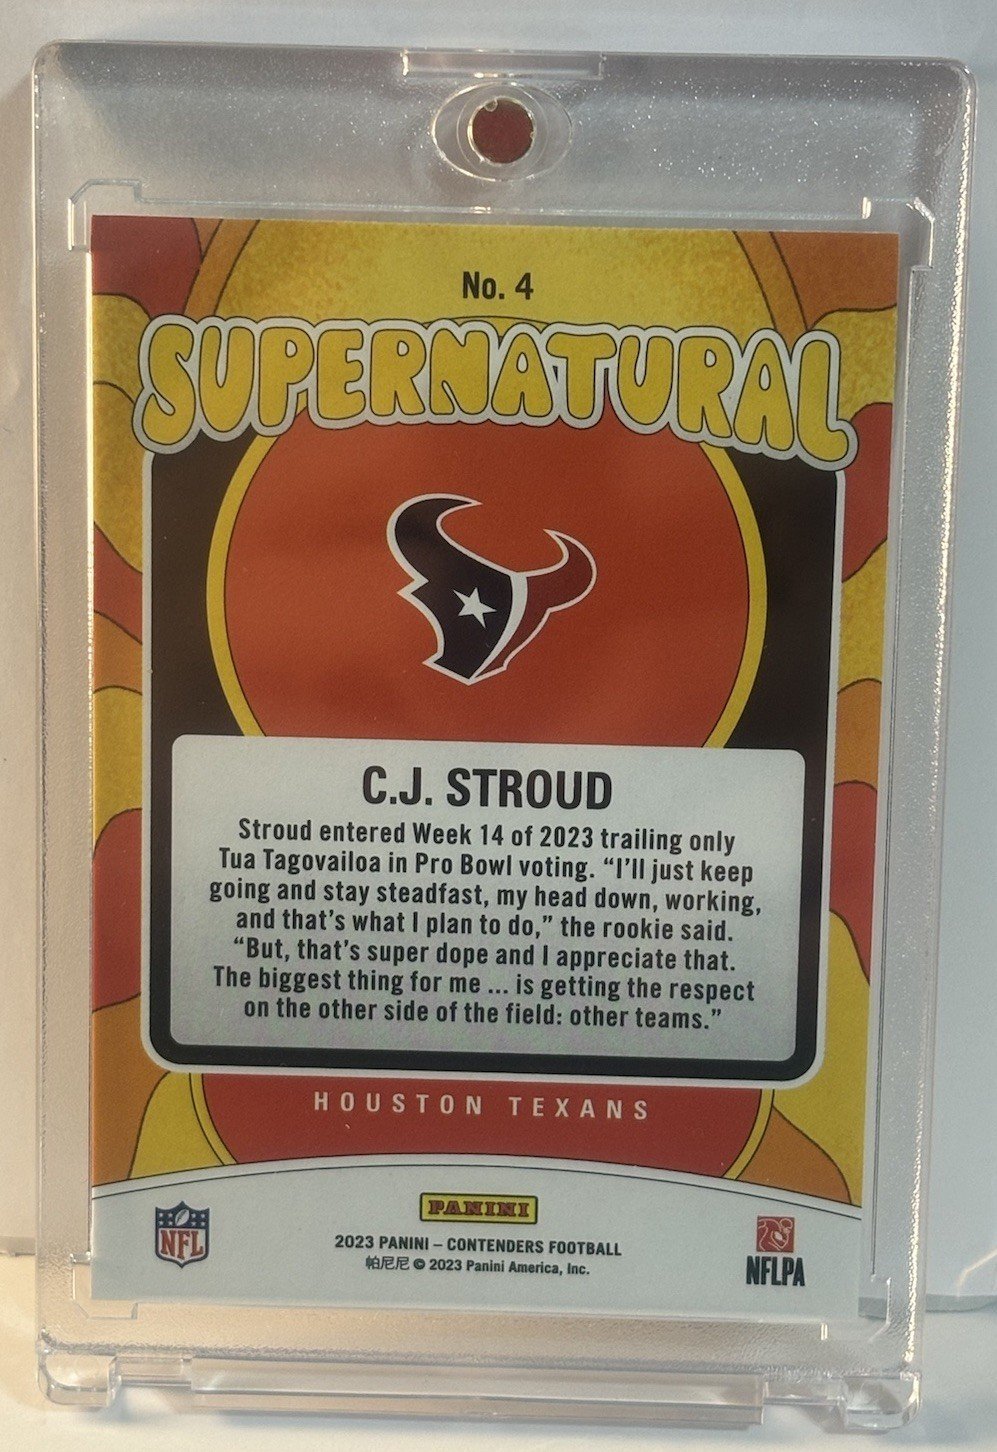 No. 4
SUPERNATURAL
C.J. STROUD
Stroud entered Week 14 of 2023 trailing only
Tua Tagovailoa in Pro Bowl voting. “I’ll just keep
going and stay steadfast, my head down, working,
and that’s what I plan to do,” the rookie said.
“But, that’s super dope and I appreciate that.
The biggest thing for me ... is getting the respect
on the other side of the field: other teams.”
HOUSTON TEXANS
PANINI
NFL
2023 PANINI – CONTENDERS FOOTBALL
帕尼尼 © 2023 Panini America, Inc.
NFLPA